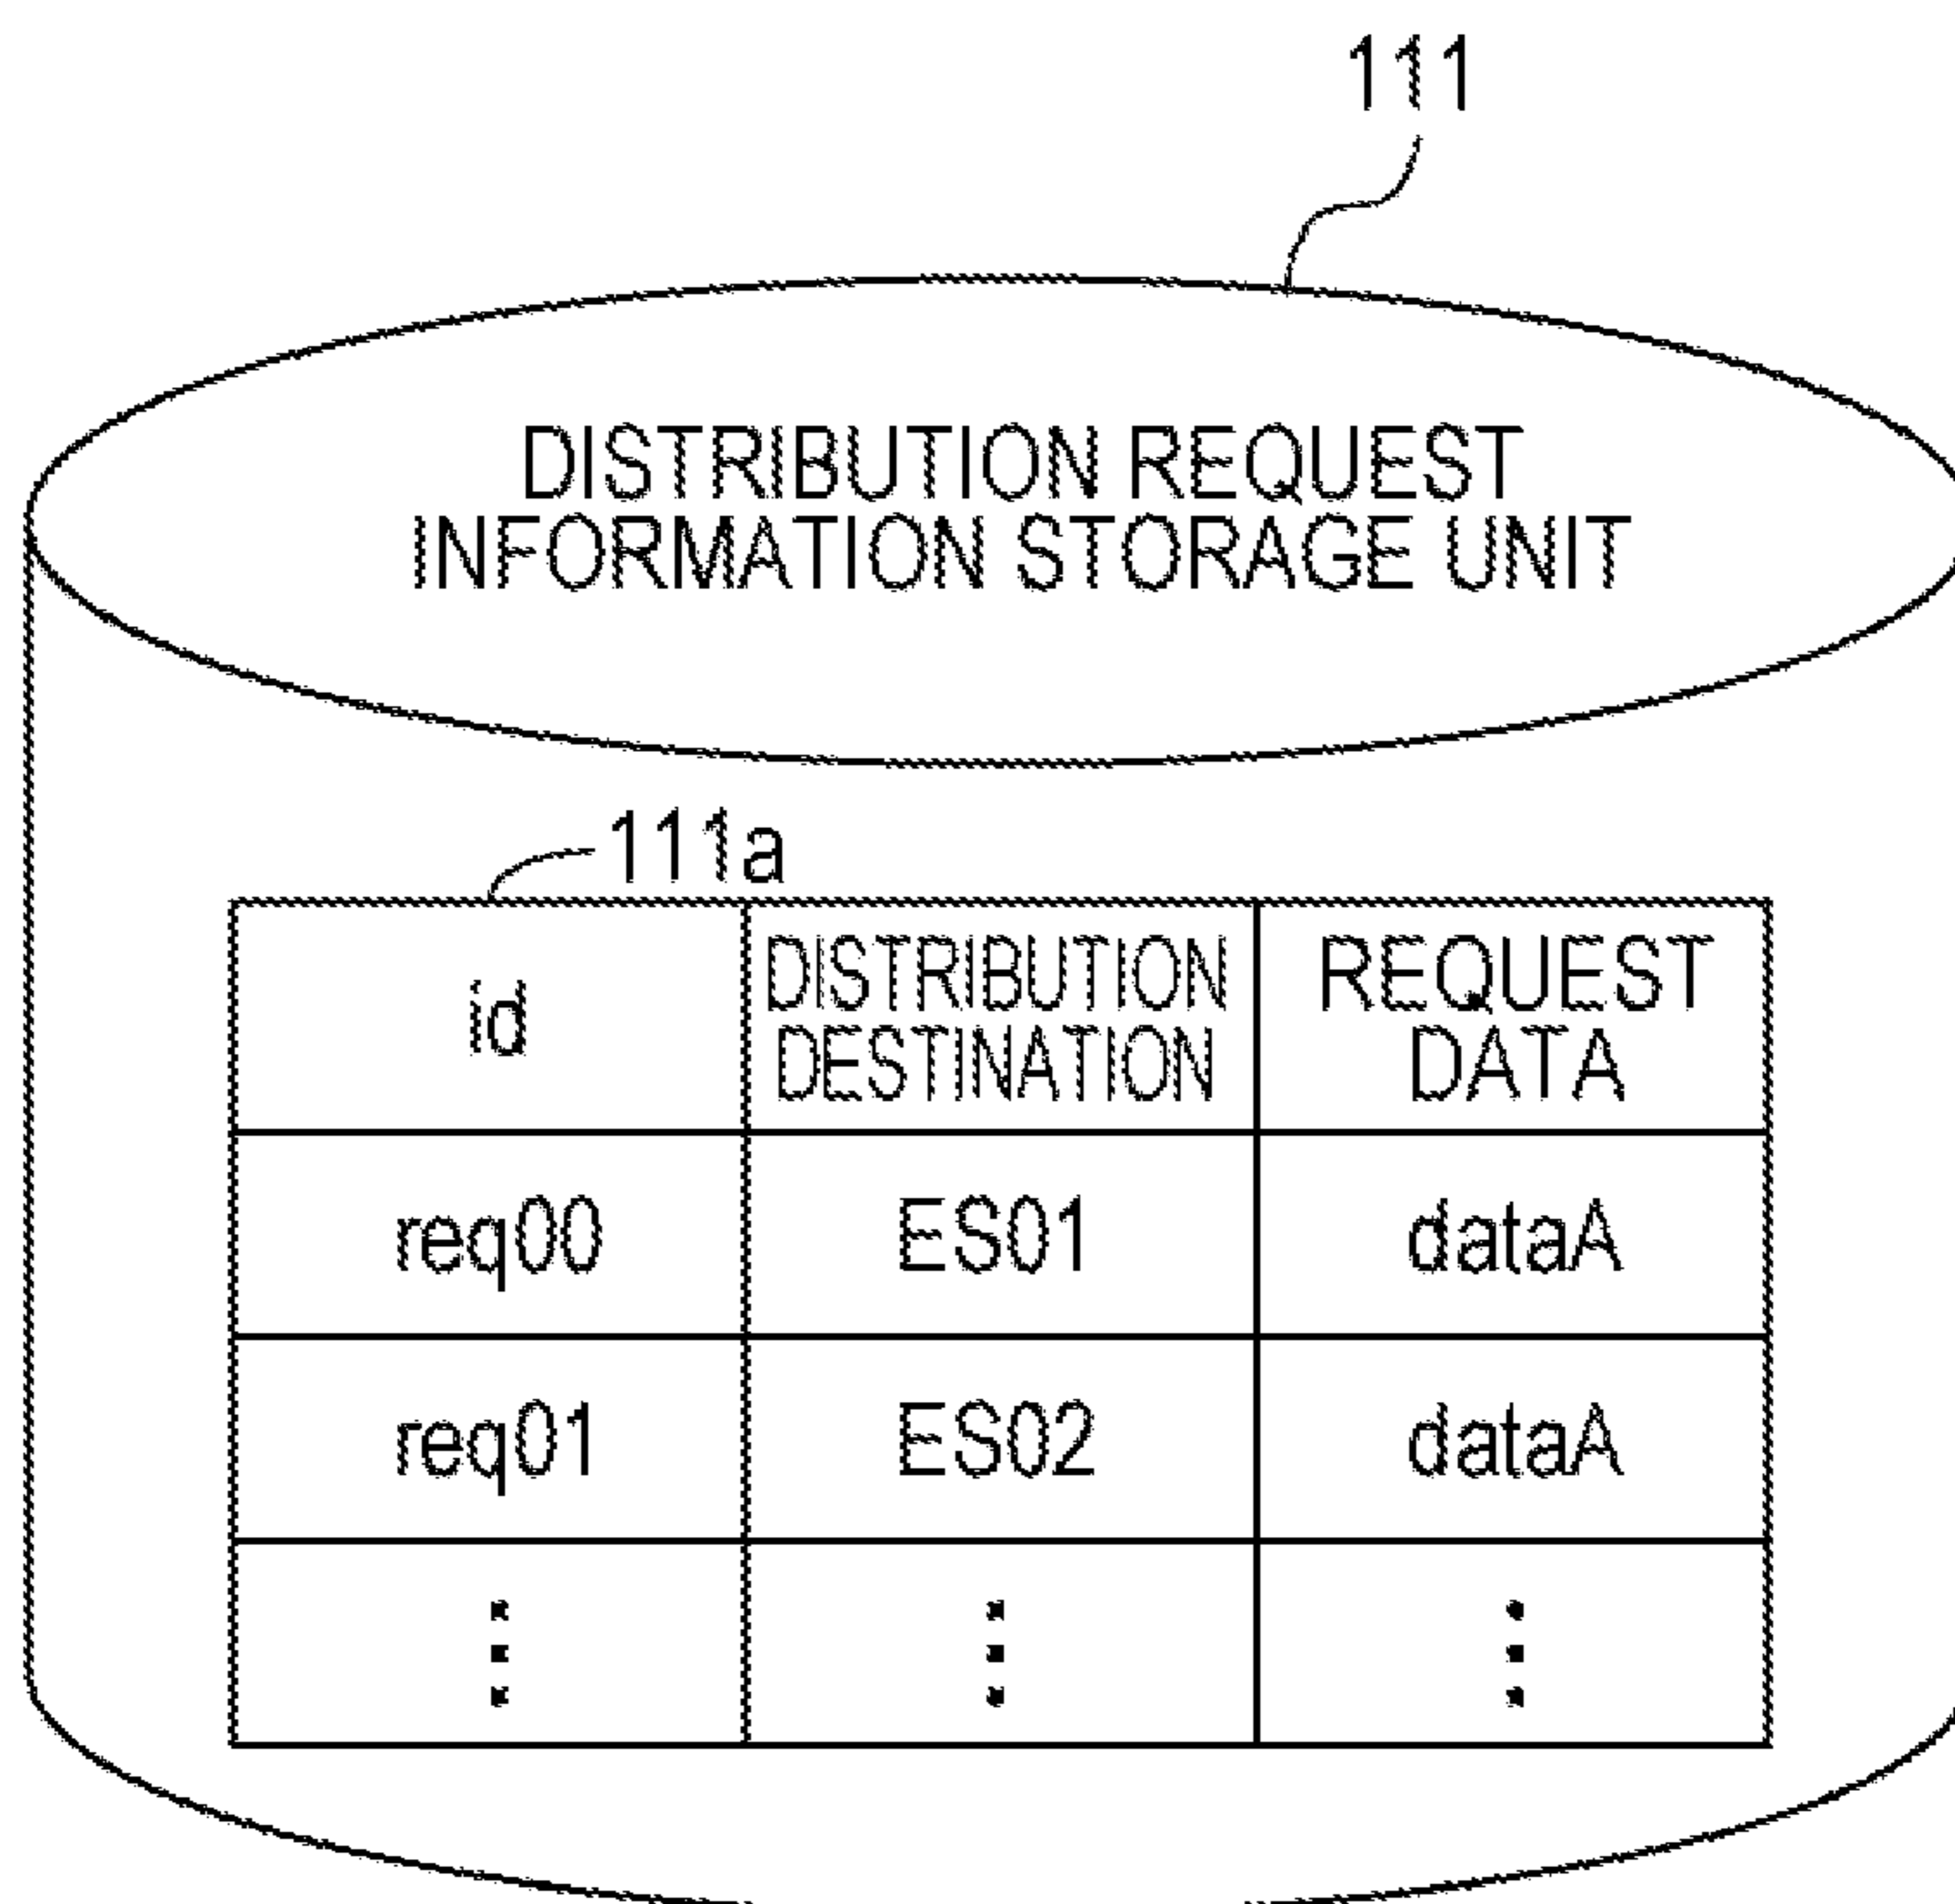 111
DISTRIBUTION REQUEST
INFORMATION STORAGE UNIT
111a
id
DISTRIBUTION
DESTINATION
REQUEST
DATA
req00 ES01 dataA
req01 ES02 dataA